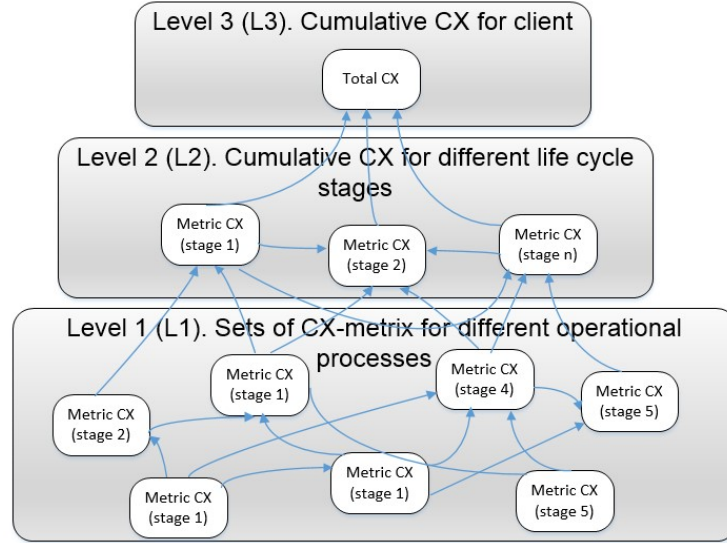 Level 3 (L3). Cumulative CX for client
Total CX
Level 2 (L2). Cumulative CX for different life cycle
stages
Metric CX
(stage 1)
Metric CX
(stage 2)
Metric CX
(stage n)
Level 1 (L1). Sets of CX-metrix for different operational
processes
Metric CX
(stage 2)
Metric CX
(stage 1)
Metric CX
(stage 4)
Metric CX
(stage 5)
Metric CX
(stage 1)
Metric CX
(stage 1)
Metric CX
(stage 5)